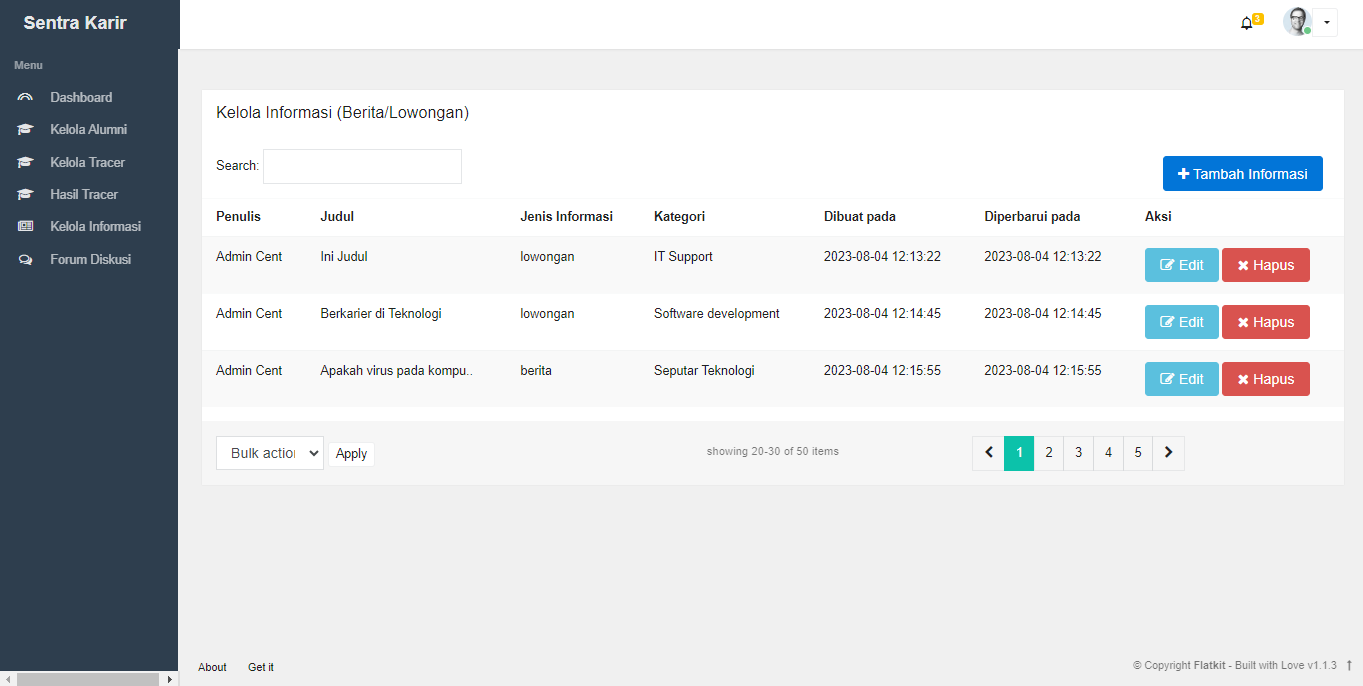 Sentra Karir
3
Menu
Dashboard
Kelola Alumni
Kelola Tracer
Hasil Tracer
Kelola Informasi
Forum Diskusi
Kelola Informasi (Berita/Lowongan)
Search:
Tambah Informasi
Penulis Judul Jenis Informasi Kategori Dibuat pada Diperbarui pada Aksi
Admin Cent Ini Judul lowongan IT Support 2023-08-04 12:13:22 2023-08-04 12:13:22 Edit Hapus
Admin Cent Berkarier di Teknologi lowongan Software development 2023-08-04 12:14:45 2023-08-04 12:14:45 Edit Hapus
Admin Cent Apakah virus pada kompu.. berita Seputar Teknologi 2023-08-04 12:15:55 2023-08-04 12:15:55 Edit Hapus
Bulk action Apply showing 20-30 of 50 items 1 2 3 4 5
About Get it © Copyright Flatkit - Built with Love v1.1.3